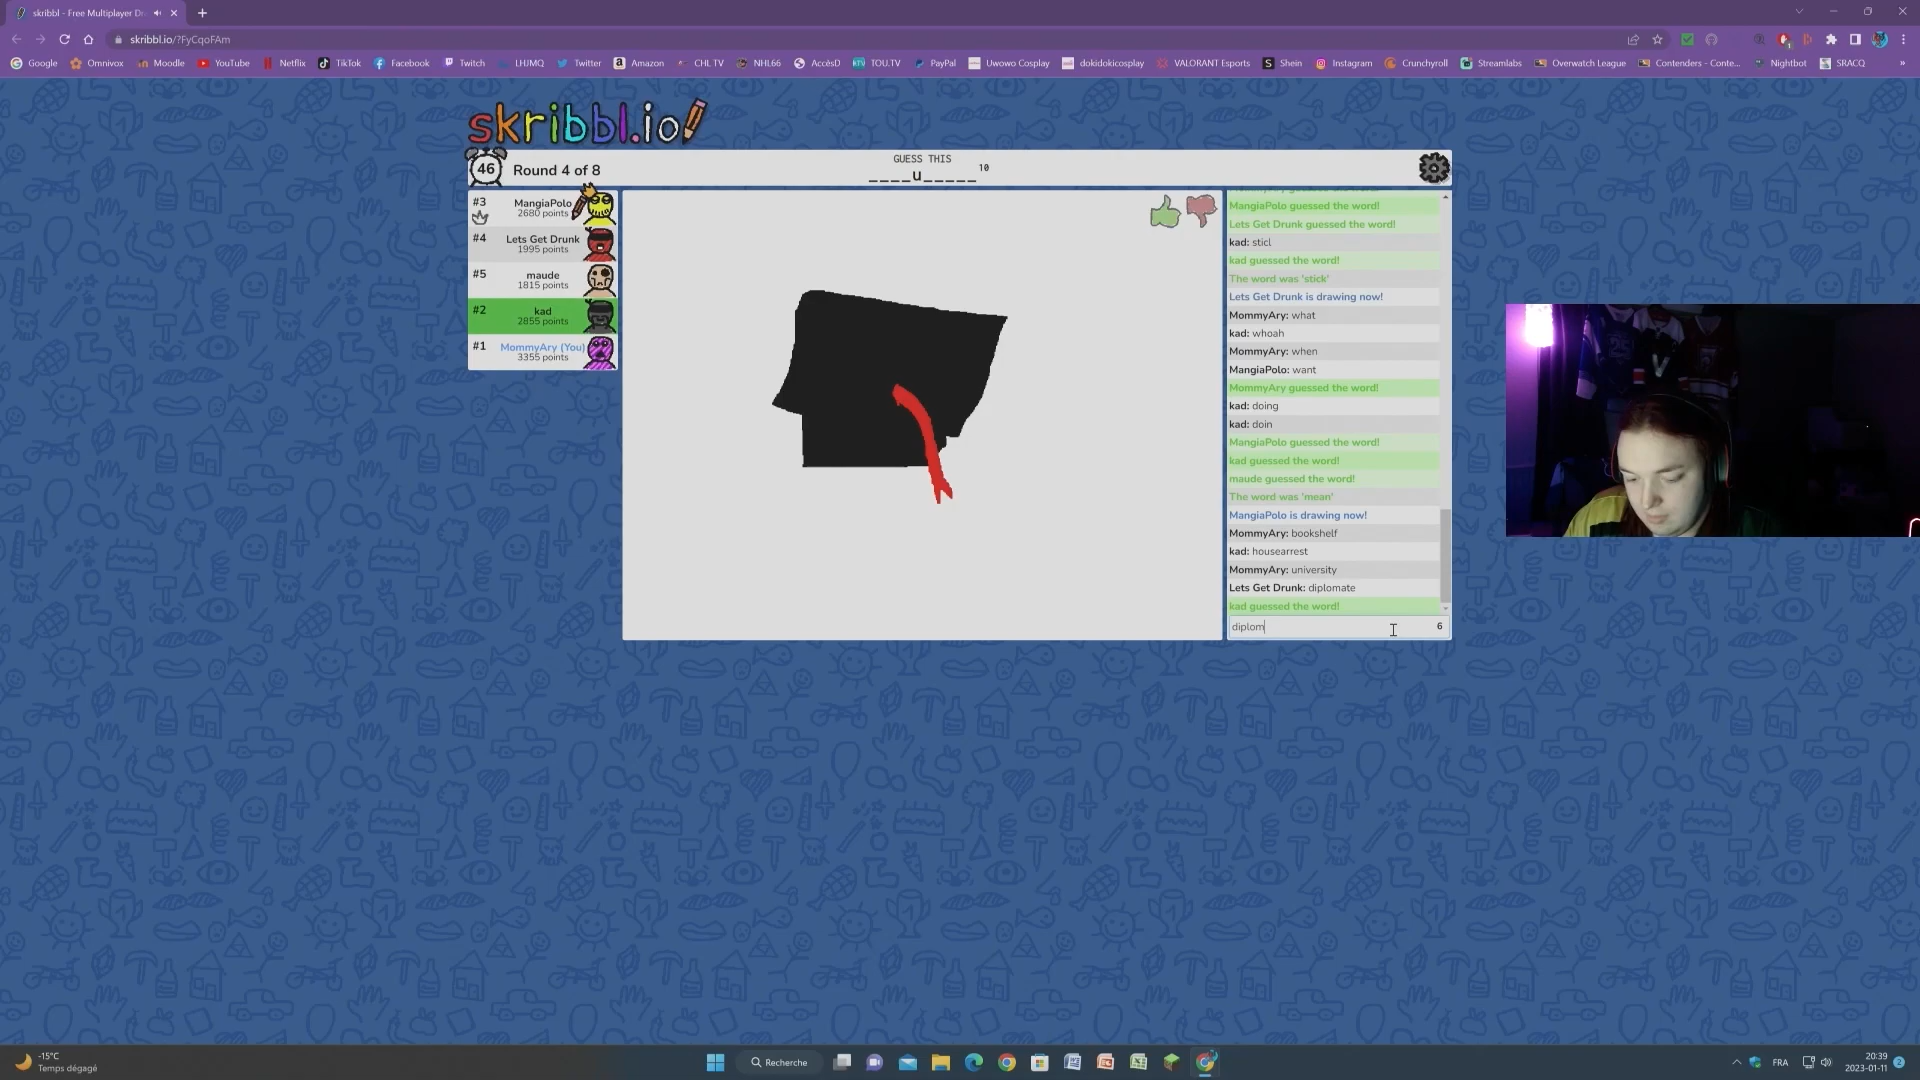 skribbl - Free Multiplayer Dr
skribbl.io/?FyCqoFAm
Google Omnivox Moodle YouTube Netflix TikTok Facebook Twitch LHJMQ Twitter Amazon CHL TV NHL66 AccèsD TOU.TV PayPal Uwowo Cosplay dokidokicosplay VALORANT Esports Shein Instagram Crunchyroll Streamlabs Overwatch League Contenders - Conte... Nightbot SRACQ »
skribbl.io
46 Round 4 of 8
GUESS THIS
____u_____ 10
#3 MangiaPolo
2680 points
#4 Lets Get Drunk
1995 points
#5 maude
1815 points
#2 kad
2855 points
#1 MommyAry (You)
3355 points
MangiaPolo guessed the word!
Lets Get Drunk guessed the word!
kad: sticl
kad guessed the word!
The word was 'stick'
Lets Get Drunk is drawing now!
MommyAry: what
kad: whoah
MommyAry: when
MangiaPolo: want
MommyAry guessed the word!
kad: doing
kad: doin
MangiaPolo guessed the word!
kad guessed the word!
maude guessed the word!
The word was 'mean'
MangiaPolo is drawing now!
MommyAry: bookshelf
kad: housearrest
MommyAry: university
Lets Get Drunk: diplomate
kad guessed the word!
diplom 6
-15°C
Temps dégagé
Recherche
FRA
20:39
2023-01-11
2